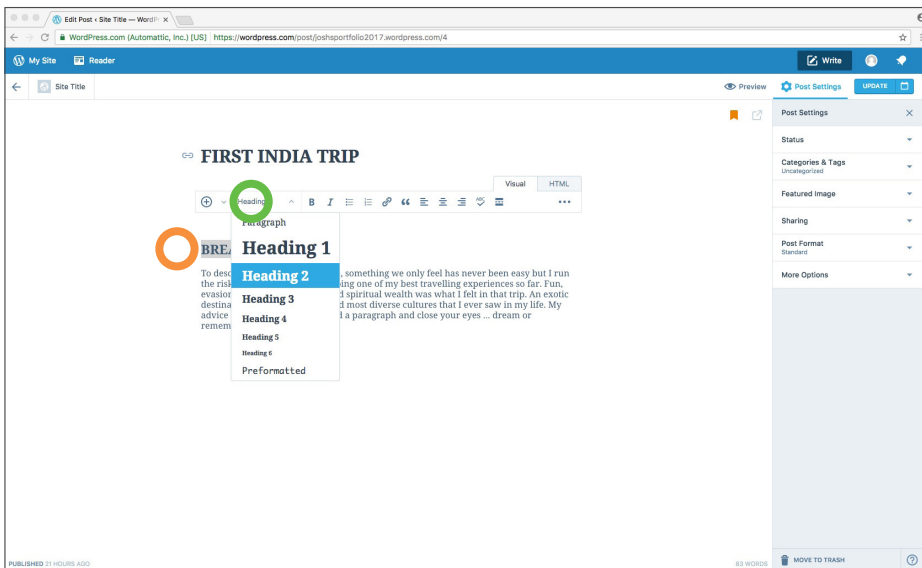 Edit Post ‹ Site Title — WordPr
WordPress.com (Automattic, Inc.) [US] https://wordpress.com/post/joshsportfolio2017.wordpress.com/4
My Site Reader Write
Site Title Preview Post Settings UPDATE
Post Settings
Status
Categories & Tags
Uncategorized
Featured Image
Sharing
Post Format
Standard
More Options
FIRST INDIA TRIP
Visual HTML
Heading B I ABC
Paragraph
Heading 1
Heading 2
Heading 3
Heading 4
Heading 5
Heading 6
Preformatted
BREA
To desc , something we only feel has never been easy but I run
the risk ing one of my best travelling experiences so far. Fun,
evasion d spiritual wealth was what I felt in that trip. An exotic
destina d most diverse cultures that I ever saw in my life. My
advice d a paragraph and close your eyes ... dream or
remem
PUBLISHED 21 HOURS AGO 83 WORDS MOVE TO TRASH